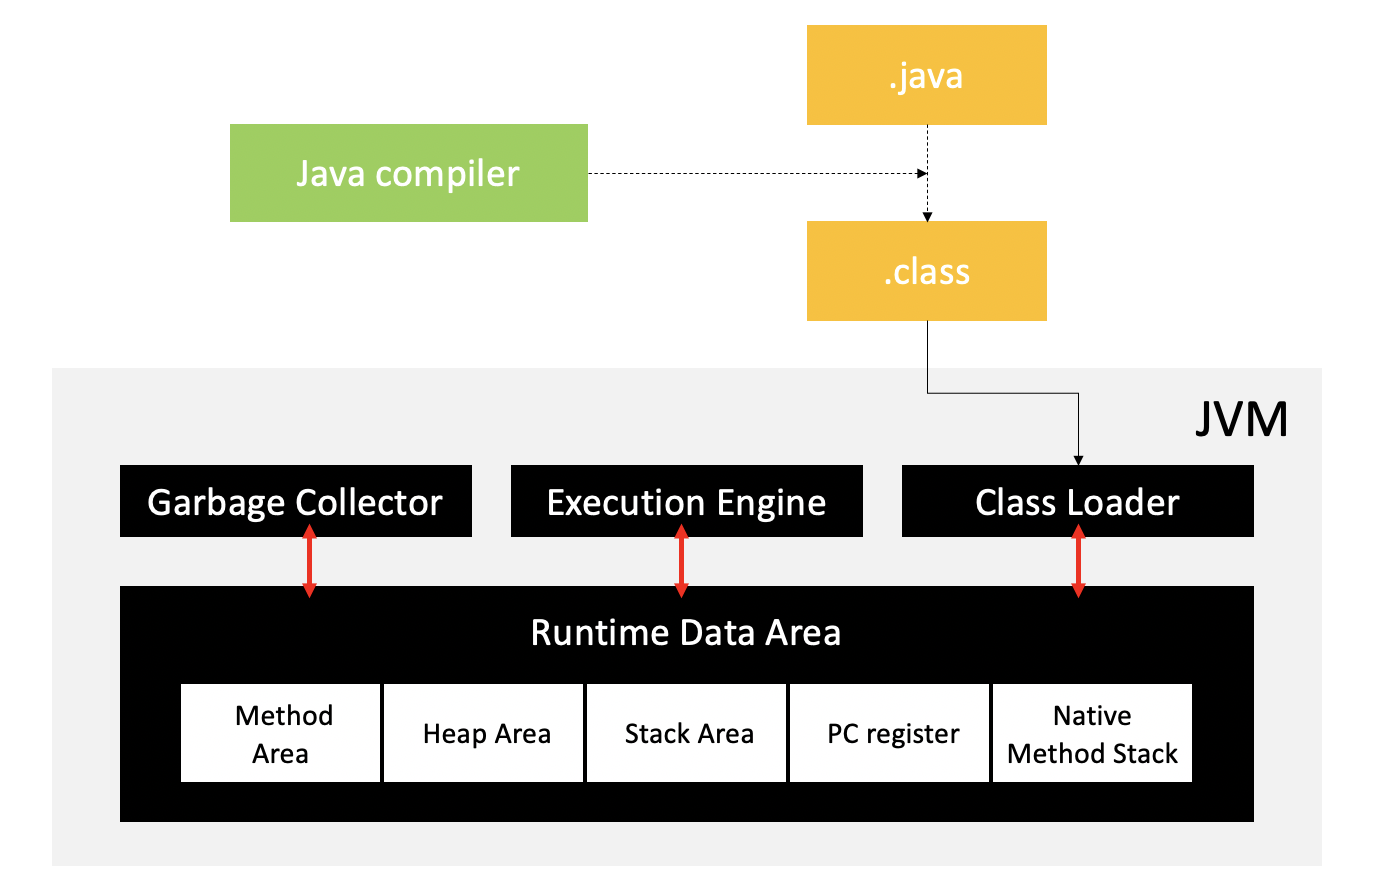 .java
Java compiler
.class
JVM
Garbage Collector
Execution Engine
Class Loader
Runtime Data Area
Method
Area
Heap Area
Stack Area
PC register
Native
Method Stack